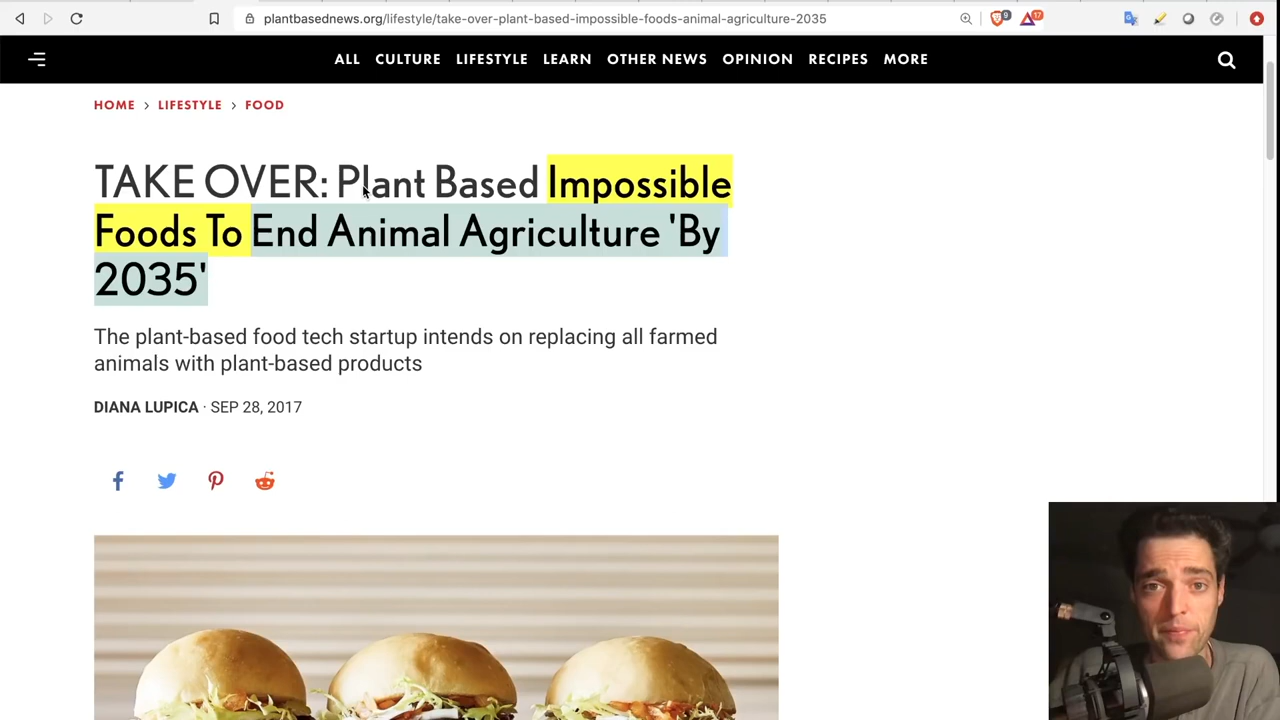 plantbasednews.org/lifestyle/take-over-plant-based-impossible-foods-animal-agriculture-2035
9
17
ALL CULTURE LIFESTYLE LEARN OTHER NEWS OPINION RECIPES MORE
HOME > LIFESTYLE > FOOD
TAKE OVER: Plant Based Impossible
Foods To End Animal Agriculture 'By
2035'
The plant-based food tech startup intends on replacing all farmed
animals with plant-based products
DIANA LUPICA · SEP 28, 2017